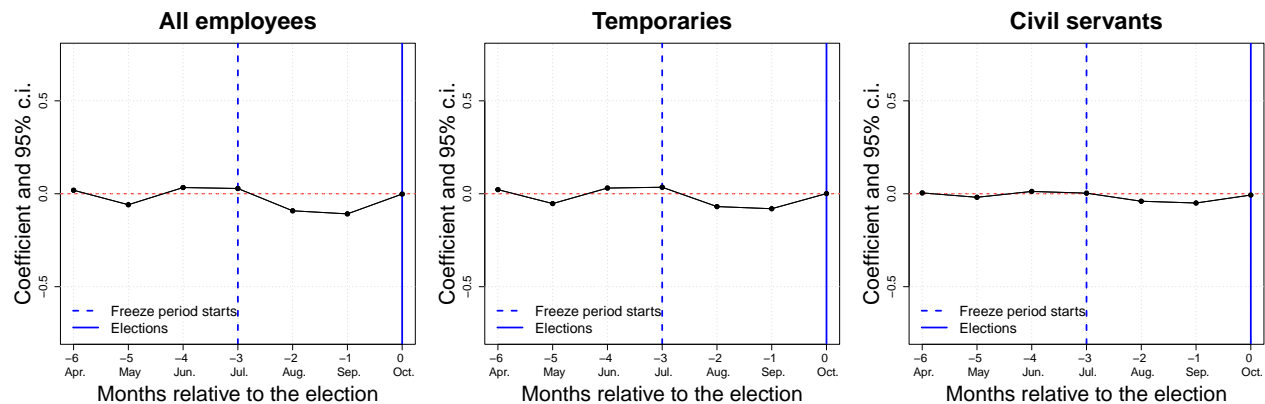 All employees
Coefficient and 95% c.i.
0.5
0.0
−0.5
Freeze period starts
Elections
−6 −5 −4 −3 −2 −1 0
Apr. May Jun. Jul. Aug. Sep. Oct.
Months relative to the election
Temporaries
Coefficient and 95% c.i.
0.5
0.0
−0.5
Freeze period starts
Elections
−6 −5 −4 −3 −2 −1 0
Apr. May Jun. Jul. Aug. Sep. Oct.
Months relative to the election
Civil servants
Coefficient and 95% c.i.
0.5
0.0
−0.5
Freeze period starts
Elections
−6 −5 −4 −3 −2 −1 0
Apr. May Jun. Jul. Aug. Sep. Oct.
Months relative to the election